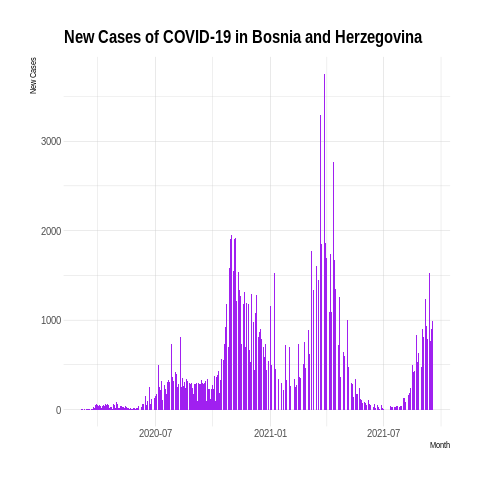 New Cases of COVID-19 in Bosnia and Herzegovina
New Cases
3000
2000
1000
0
2020-07 2021-01 2021-07
Month